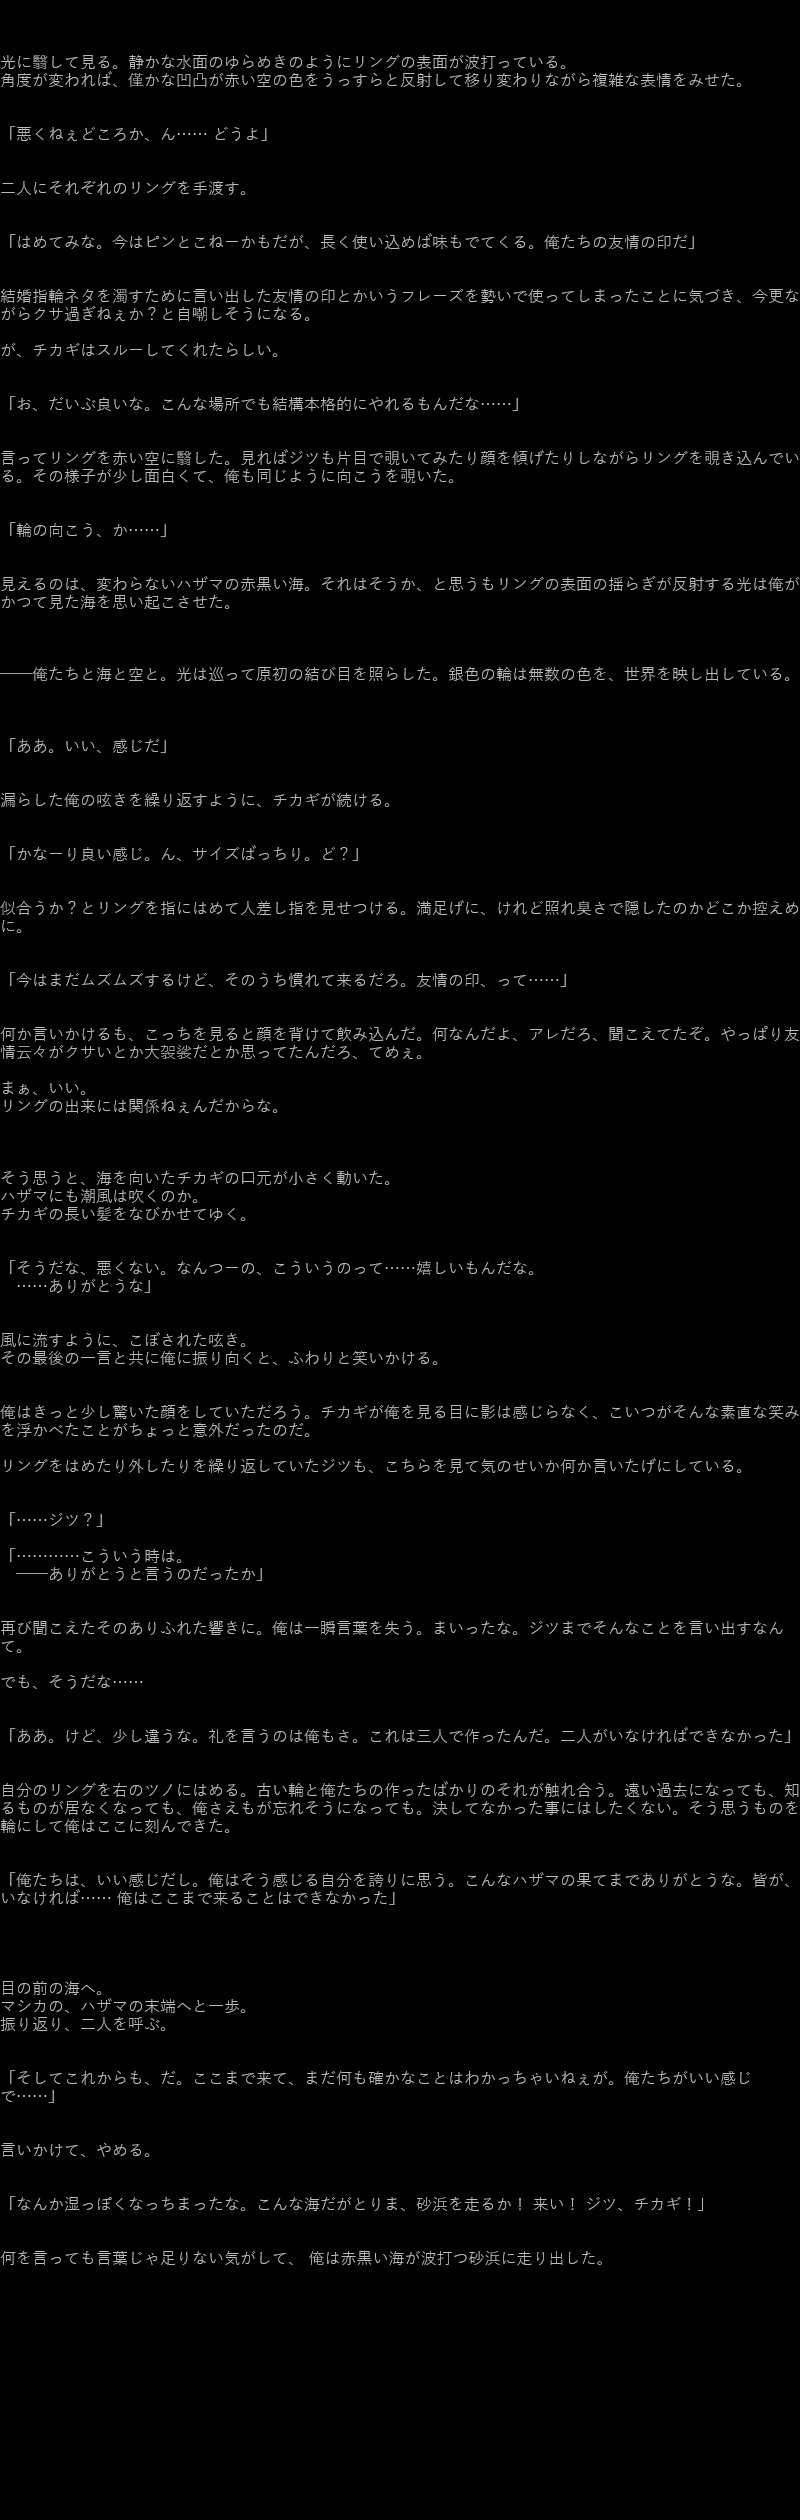 光に翳して見る。静かな水面のゆらめきのようにリングの表面が波打っている。
角度が変われば、僅かな凹凸が赤い空の色をうっすらと反射して移り変わりながら複雑な表情をみせた。
「悪くねぇどころか、ん…… どうよ」
二人にそれぞれのリングを手渡す。
「はめてみな。今はピンとこねーかもだが、長く使い込めば味もでてくる。俺たちの友情の印だ」
結婚指輪ネタを濁すために言い出した友情の印とかいうフレーズを勢いで使ってしまったことに気づき、今更な
がらクサ過ぎねぇか？と自嘲しそうになる。
が、チカギはスルーしてくれたらしい。
「お、だいぶ良いな。こんな場所でも結構本格的にやれるもんだな……」
言ってリングを赤い空に翳した。見ればジツも片目で覗いてみたり顔を傾げたりしながらリングを覗き込んでい
る。その様子が少し面白くて、俺も同じように向こうを覗いた。
「輪の向こう、か……」
見えるのは、変わらないハザマの赤黒い海。それはそうか、と思うもリングの表面の揺らぎが反射する光は俺が
かつて見た海を思い起こさせた。
――俺たちと海と空と。光は巡って原初の結び目を照らした。銀色の輪は無数の色を、世界を映し出している。
「ああ。いい、感じだ」
漏らした俺の呟きを繰り返すように、チカギが続ける。
「かなーり良い感じ。ん、サイズばっちり。ど？」
似合うか？とリングを指にはめて人差し指を見せつける。満足げに、けれど照れ臭さで隠したのかどこか控えめ
に。
「今はまだムズムズするけど、そのうち慣れて来るだろ。友情の印、って……」
何か言いかけるも、こっちを見ると顔を背けて飲み込んだ。何なんだよ、アレだろ、聞こえてたぞ。やっぱり友
情云々がクサいとか大袈裟だとか思ってたんだろ、てめぇ。
まぁ、いい。
リングの出来には関係ねぇんだからな。
そう思うと、海を向いたチカギの口元が小さく動いた。
ハザマにも潮風は吹くのか。
チカギの長い髪をなびかせてゆく。
「そうだな、悪くない。なんつーの、こういうのって……嬉しいもんだな。
　……ありがとうな」
風に流すように、こぼされた呟き。
その最後の一言と共に俺に振り向くと、ふわりと笑いかける。
俺はきっと少し驚いた顔をしていただろう。チカギが俺を見る目に影は感じらなく、こいつがそんな素直な笑み
を浮かべたことがちょっと意外だったのだ。
リングをはめたり外したりを繰り返していたジツも、こちらを見て気のせいか何か言いたげにしている。
「……ジツ？」
「…………こういう時は。
　――ありがとうと言うのだったか」
再び聞こえたそのありふれた響きに。俺は一瞬言葉を失う。まいったな。ジツまでそんなことを言い出すなん
て。
でも、そうだな……
「ああ。けど、少し違うな。礼を言うのは俺もさ。これは三人で作ったんだ。二人がいなければできなかった」
自分のリングを右のツノにはめる。古い輪と俺たちの作ったばかりのそれが触れ合う。遠い過去になっても、知
るものが居なくなっても、俺さえもが忘れそうになっても。決してなかった事にはしたくない。そう思うものを
輪にして俺はここに刻んできた。
「俺たちは、いい感じだし。俺はそう感じる自分を誇りに思う。こんなハザマの果てまでありがとうな。皆が、
いなければ…… 俺はここまで来ることはできなかった」
目の前の海へ。
マシカの、ハザマの末端へと一歩。
振り返り、二人を呼ぶ。
「そしてこれからも、だ。ここまで来て、まだ何も確かなことはわかっちゃいねぇが。俺たちがいい感じ
で……」
言いかけて、やめる。
「なんか湿っぽくなっちまったな。こんな海だがとりま、砂浜を走るか！ 来い！ ジツ、チカギ！」
何を言っても言葉じゃ足りない気がして、 俺は赤黒い海が波打つ砂浜に走り出した。